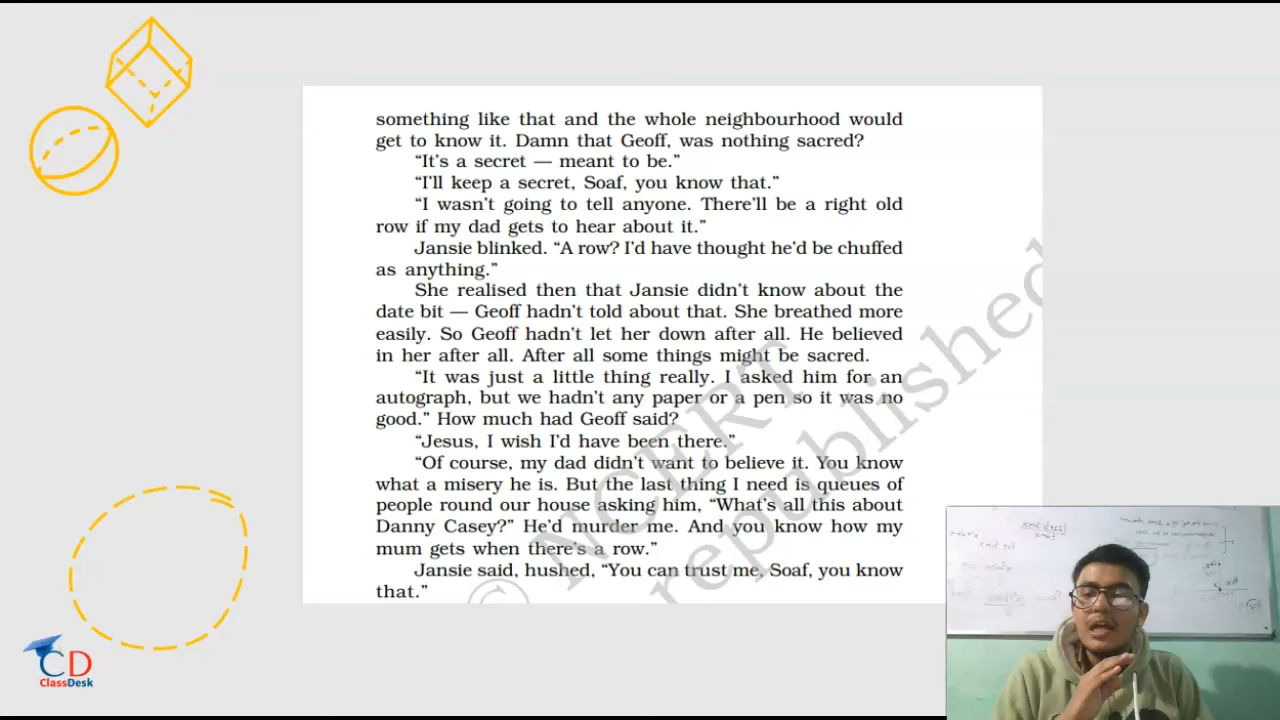 something like that and the whole neighbourhood would
get to know it. Damn that Geoff, was nothing sacred?
“It’s a secret — meant to be.”
“I’ll keep a secret, Soaf, you know that.”
“I wasn’t going to tell anyone. There’ll be a right old
row if my dad gets to hear about it.”
Jansie blinked. “A row? I’d have thought he’d be chuffed
as anything.”
She realised then that Jansie didn’t know about the
date bit — Geoff hadn’t told about that. She breathed more
easily. So Geoff hadn’t let her down after all. He believed
in her after all. After all some things might be sacred.
“It was just a little thing really. I asked him for an
autograph, but we hadn’t any paper or a pen so it was no
good.” How much had Geoff said?
“Jesus, I wish I’d have been there.”
“Of course, my dad didn’t want to believe it. You know
what a misery he is. But the last thing I need is queues of
people round our house asking him, “What’s all this about
Danny Casey?” He’d murder me. And you know how my
mum gets when there’s a row.”
Jansie said, hushed, “You can trust me, Soaf, you know
that.”
© NCERT
republished
CD
ClassDesk